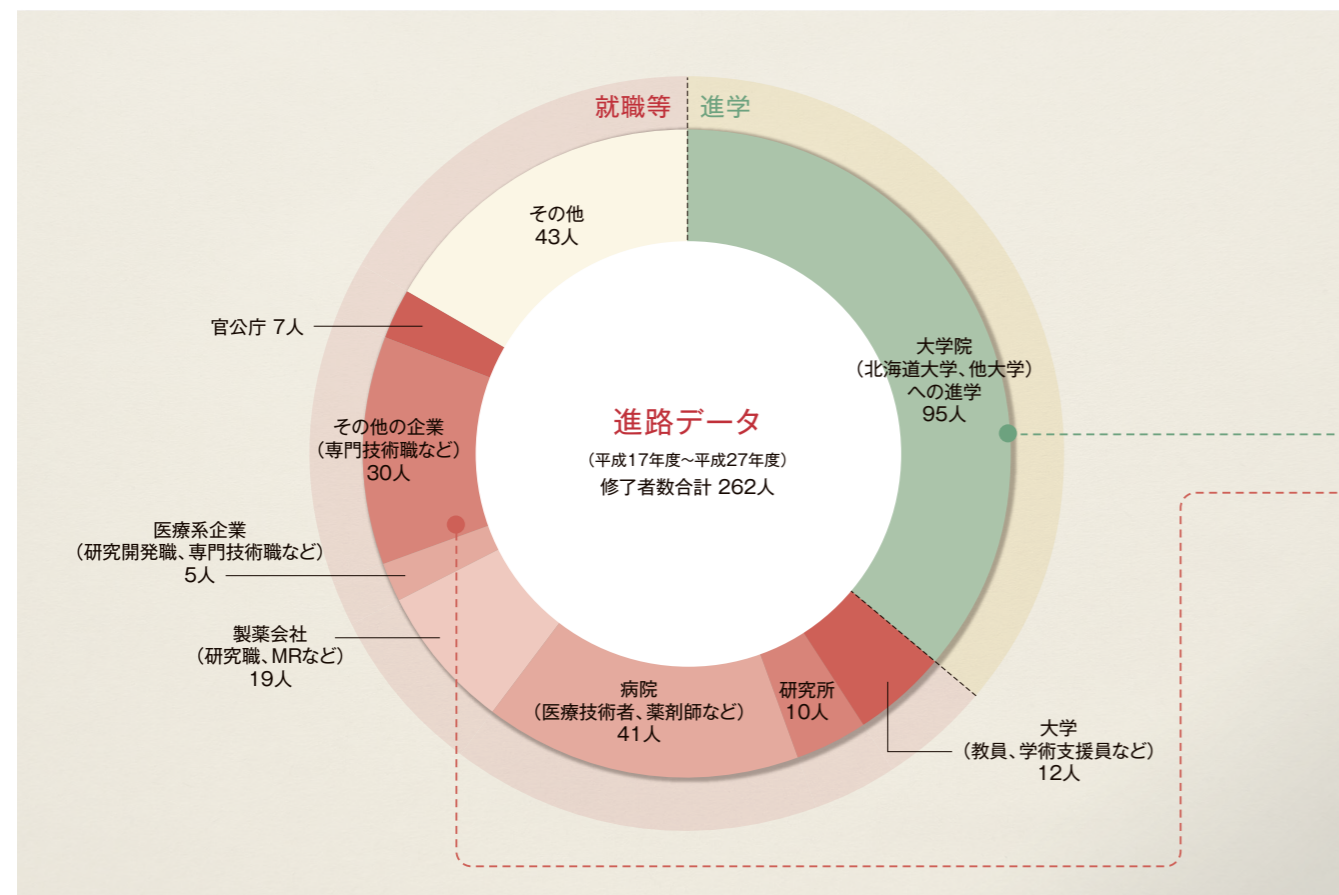 就職等
進学
その他
43人
官公庁 7人
その他の企業
（専門技術職など）
30人
医療系企業
（研究開発職、専門技術職など）
5人
製薬会社
（研究職、MRなど）
19人
病院
（医療技術者、薬剤師など）
41人
研究所
10人
大学
（教員、学術支援員など）
12人
大学院
（北海道大学、他大学）
への進学
95人
進路データ
（平成17年度～平成27年度）
修了者数合計 262人